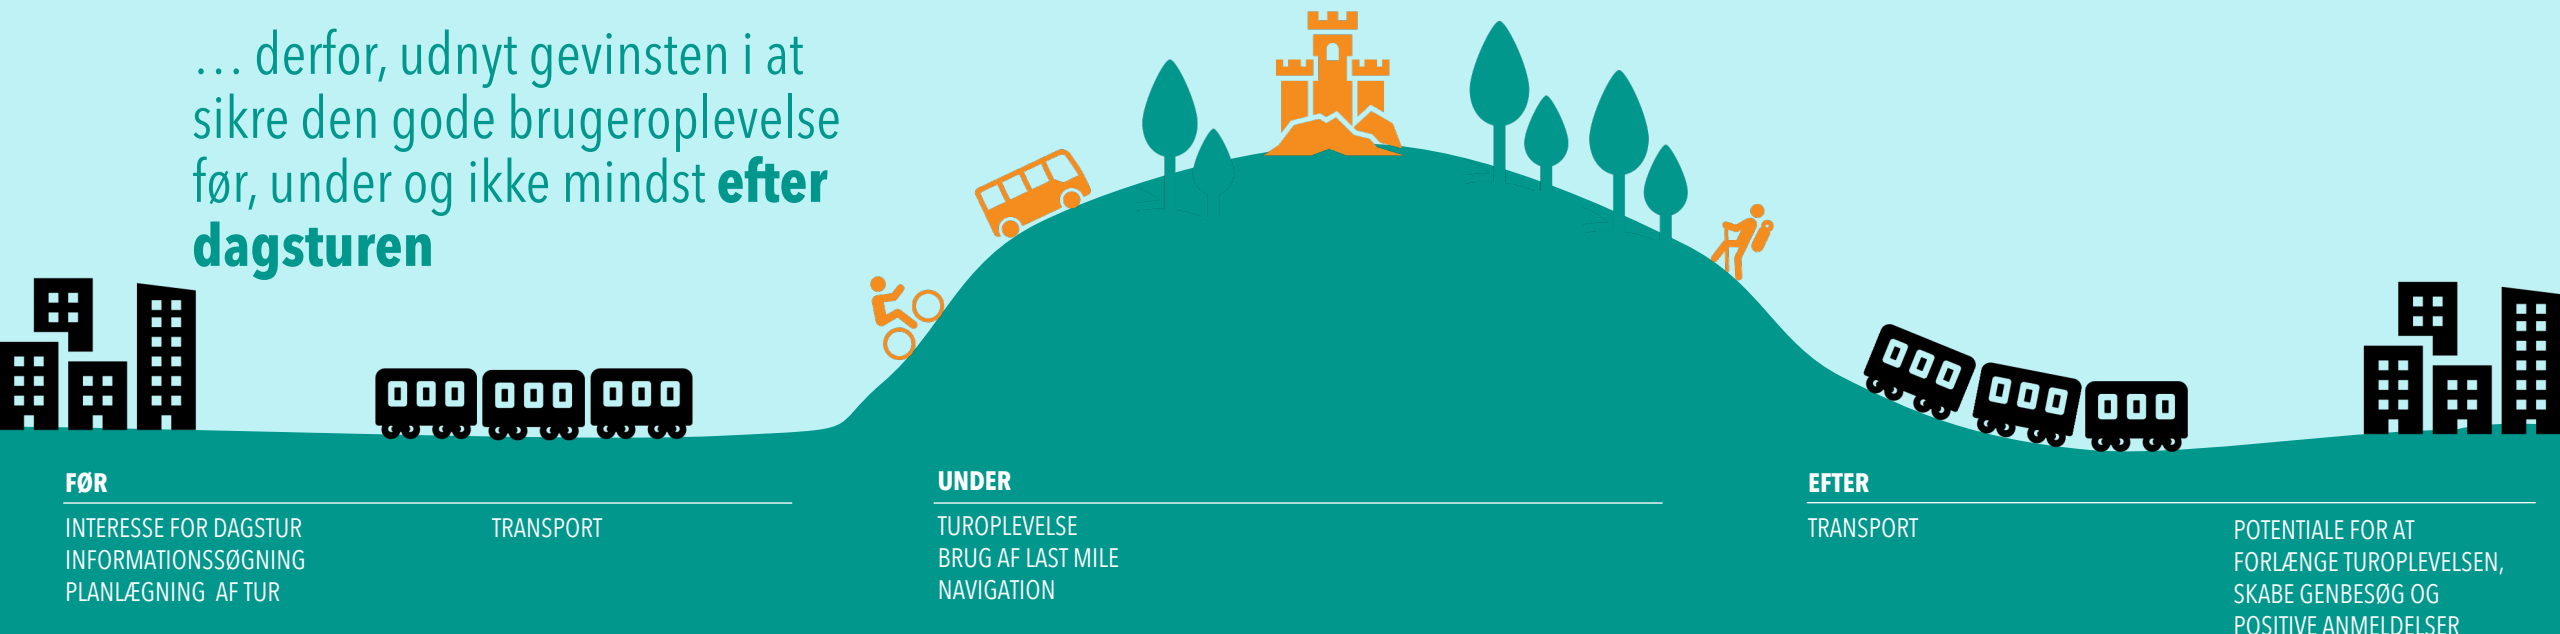 … derfor, udnyt gevinsten i at
sikre den gode brugeroplevelse
før, under og ikke mindst efter
dagsturen
FØR
INTERESSE FOR DAGSTUR
INFORMATIONSSØGNING
PLANLÆGNING AF TUR
TRANSPORT
UNDER
TUROPLEVELSE
BRUG AF LAST MILE
NAVIGATION
EFTER
TRANSPORT
POTENTIALE FOR AT
FORLÆNGE TUROPLEVELSEN,
SKABE GENBESØG OG
POSITIVE ANMELDELSER